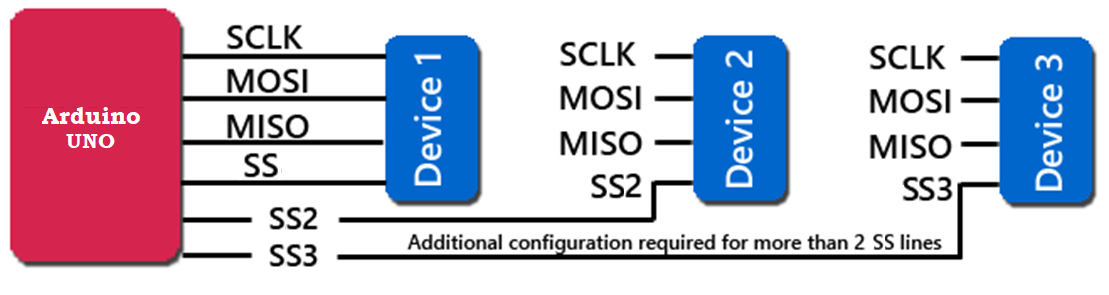 Arduino
UNO
SCLK
MOSI
MISO
SS
SS2
SS3
Device 1
SCLK
MOSI
MISO
SS2
Device 2
SCLK
MOSI
MISO
SS3
Device 3
Additional configuration required for more than 2 SS lines